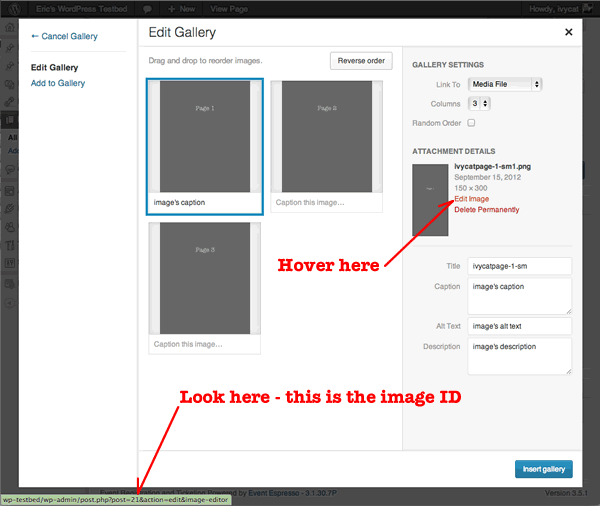 Eric's WordPress Testbed
+ New
View Page
Howdy, ivycat
← Cancel Gallery
Edit Gallery
Add to Gallery
Edit Gallery
×
Drag and drop to reorder images.
Reverse order
Page 1
image's caption
Page 2
Caption this image...
Page 3
Caption this image...
GALLERY SETTINGS
Link To
Media File
Columns
3
Random Order
ATTACHMENT DETAILS
ivycatpage-1-sm1.png
September 15, 2012
150 × 300
Edit Image
Delete Permanently
Hover here
Title
ivycatpage-1-sm
Caption
image's caption
Alt Text
image's alt text
Description
image's description
Look here - this is the image ID
Insert gallery
Event Registration and Ticketing Powered by Event Espresso - 3.1.30.7P
Version 3.5.1
wp-testbed/wp-admin/post.php?post=21&action=edit&image-editor